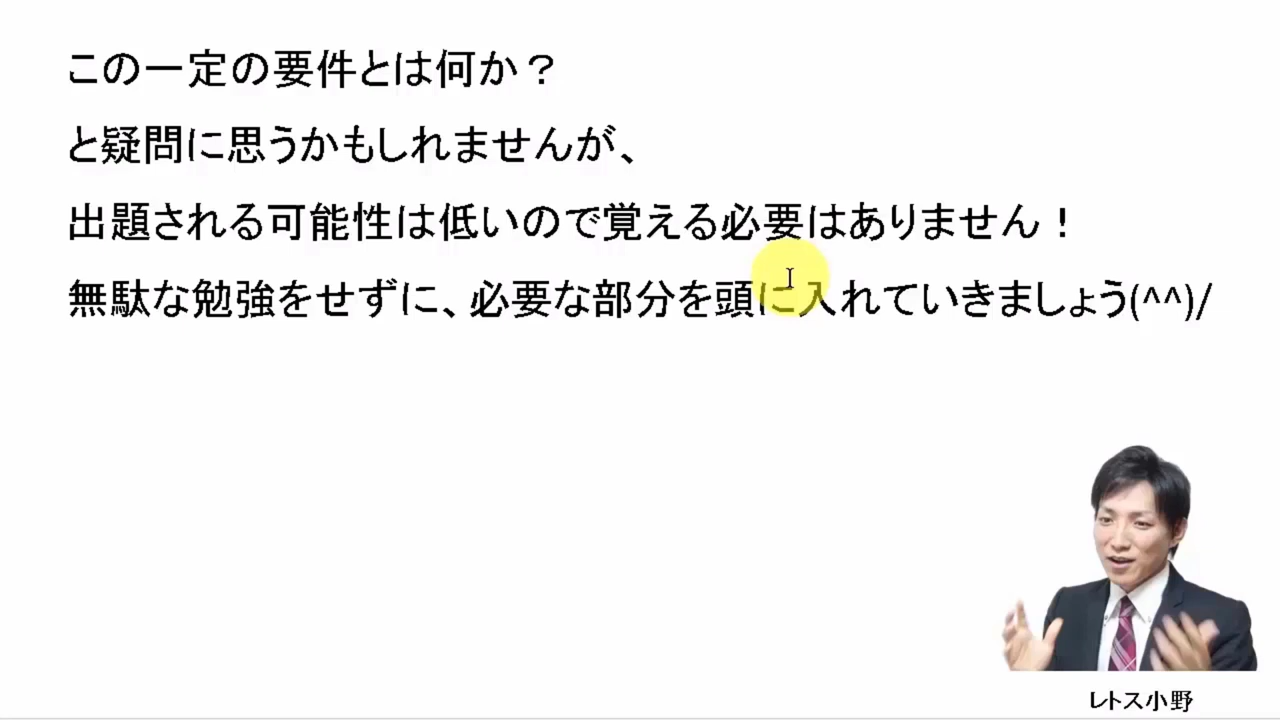 この一定の要件とは何か？
と疑問に思うかもしれませんが、
出題される可能性は低いので覚える必要はありません！
無駄な勉強をせずに、必要な部分を頭に入れていきましょう(^^)/
レトス小野